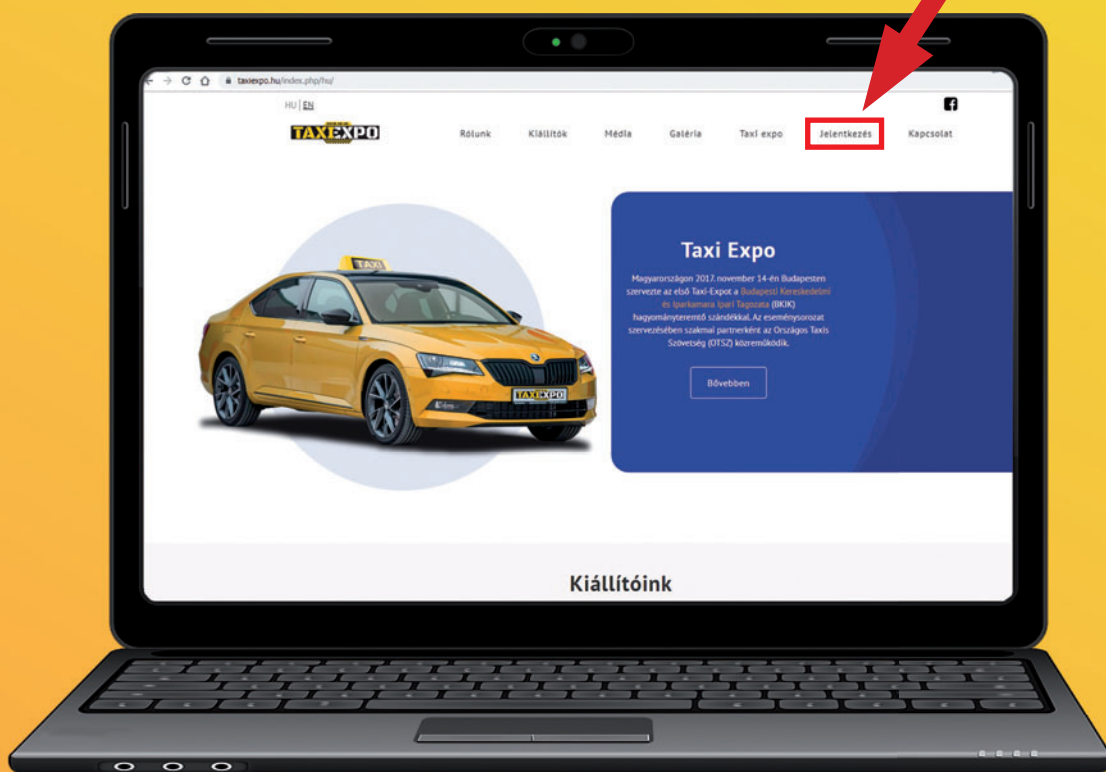 taxiexpo.hu/index.php/hu/
HU | EN
TAXEXPO
Rólunk Kiállítók Média Galéria Taxi expo Jelentkezés Kapcsolat
TAXI
TAXEXPO
Taxi Expo
Magyarországon 2017. november 14-én Budapesten
szervezte az első Taxi-Expot a Budapesti Kereskedelmi
és Iparkamara Ipari Tagozata (BKIK)
hagyományteremtő szándékkal. Az eseménysorozat
szervezésében szakmai partnerként az Országos Taxis
Szövetség (OTSZ) közreműködik.
Bővebben
Kiállítóink